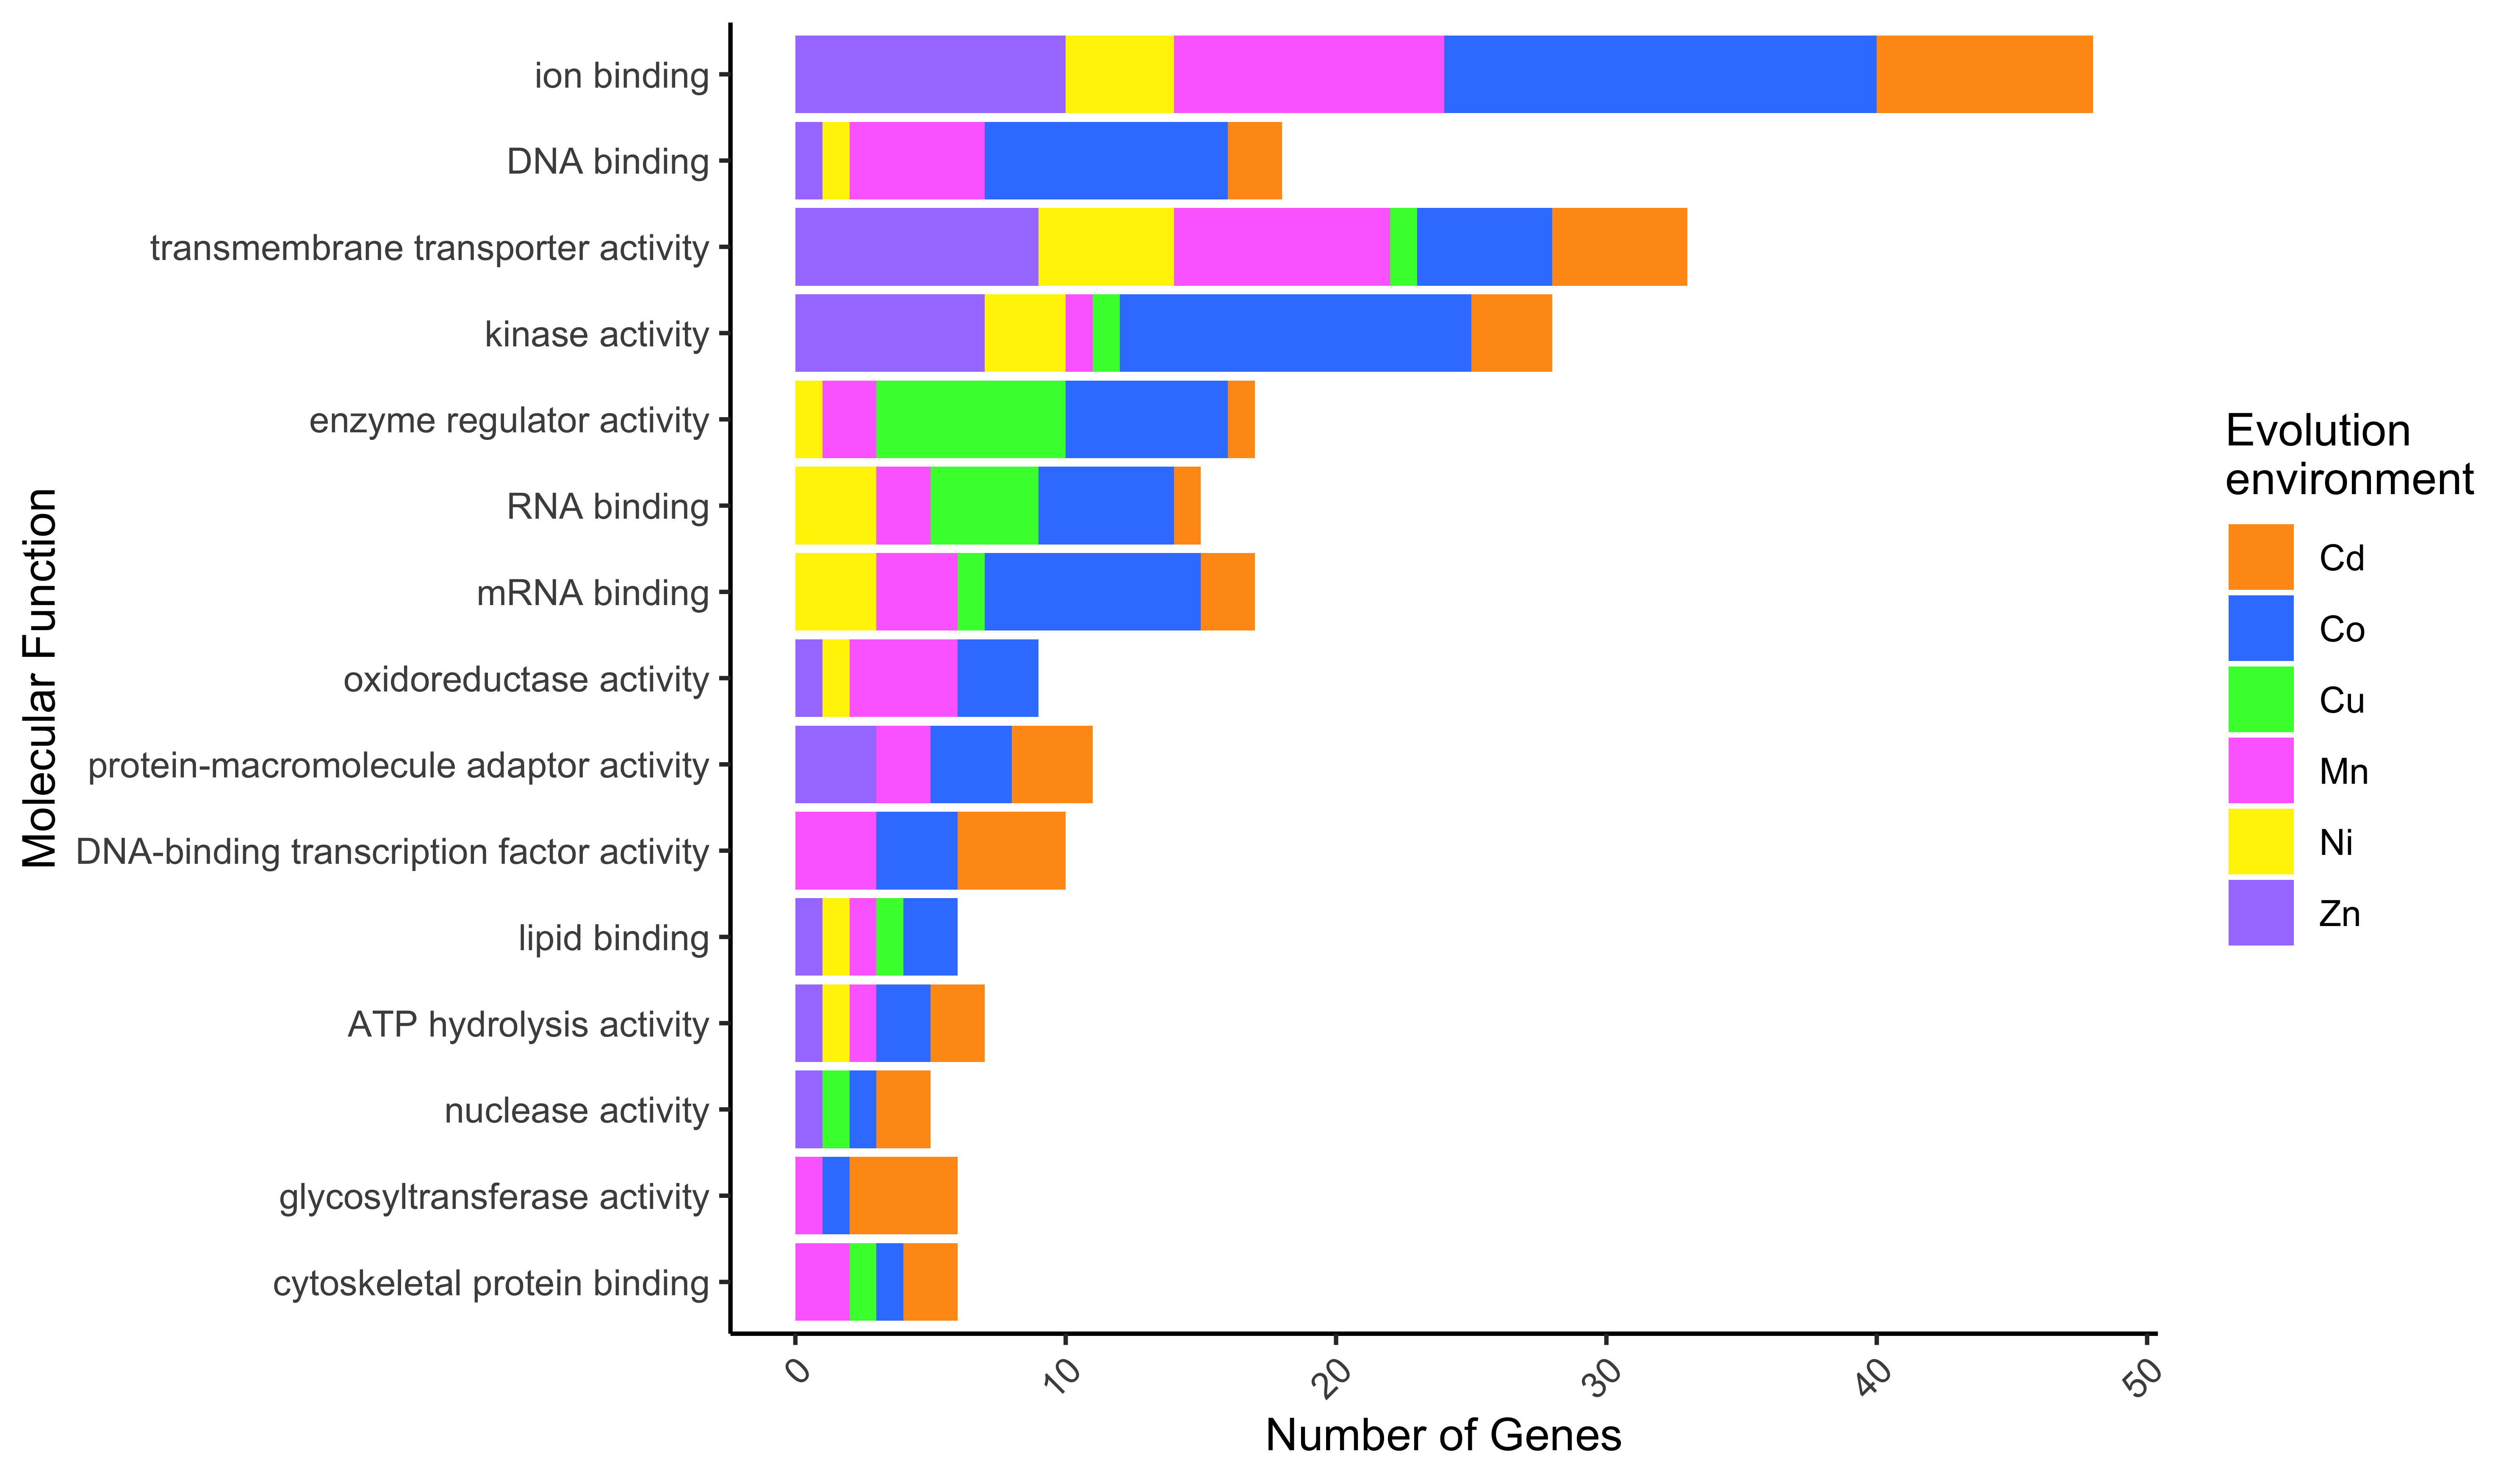 ion binding
DNA binding
transmembrane transporter activity
kinase activity
enzyme regulator activity
RNA binding
mRNA binding
oxidoreductase activity
protein-macromolecule adaptor activity
DNA-binding transcription factor activity
lipid binding
ATP hydrolysis activity
nuclease activity
glycosyltransferase activity
cytoskeletal protein binding
Molecular Function
0
10
20
30
40
50
Number of Genes
Evolution
environment
Cd
Co
Cu
Mn
Ni
Zn